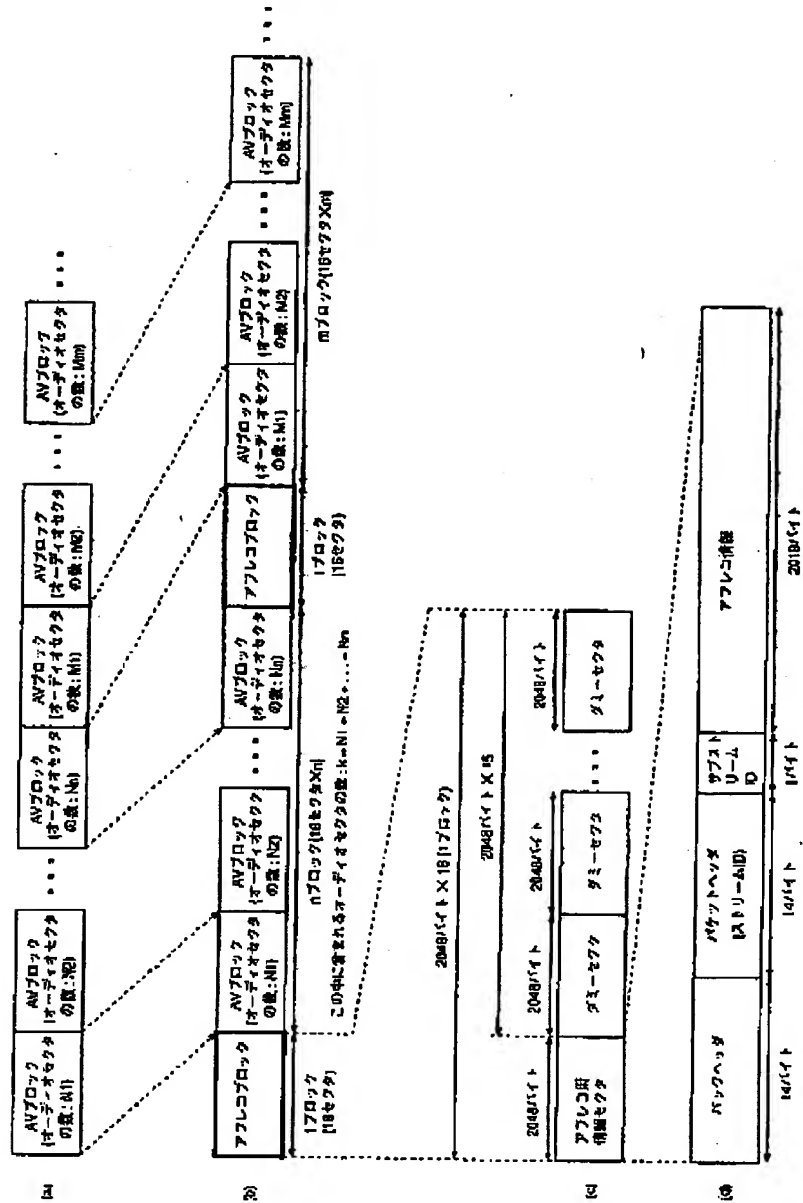 (a)
AVブロック
(オーディオセクタ
の数:N1)
AVブロック
(オーディオセクタ
の数:N2)
AVブロック
(オーディオセクタ
の数:Nn)
AVブロック
(オーディオセクタ
の数:M1)
AVブロック
(オーディオセクタ
の数:M2)
AVブロック
(オーディオセクタ
の数:Mm)
(b)
アフレコブロック
AVブロック
(オーディオセクタ
の数:N1)
AVブロック
(オーディオセクタ
の数:N2)
AVブロック
(オーディオセクタ
の数:Nn)
アフレコブロック
AVブロック
(オーディオセクタ
の数:M1)
AVブロック
(オーディオセクタ
の数:M2)
AVブロック
(オーディオセクタ
の数:Mm)
1ブロック
[16セクタ]
nブロック(16セクタXn)
この中に含まれるオーディオセクタの数:k=N1+N2+...+Nn
1ブロック
[16セクタ]
mブロック(16セクタXm)
2048バイト X 16 (1ブロック)
2048バイト X 15
2048バイト
2048バイト
2048バイト
2048バイト
(c)
アフレコ用
情報セクタ
ダミーセクタ
ダミーセクタ
ダミーセクタ
(d)
パックヘッダ
パケットヘッダ
(ストリームID)
サブスト
リーム
ID
アフレコ情報
14バイト
14バイト
1バイト
2019バイト